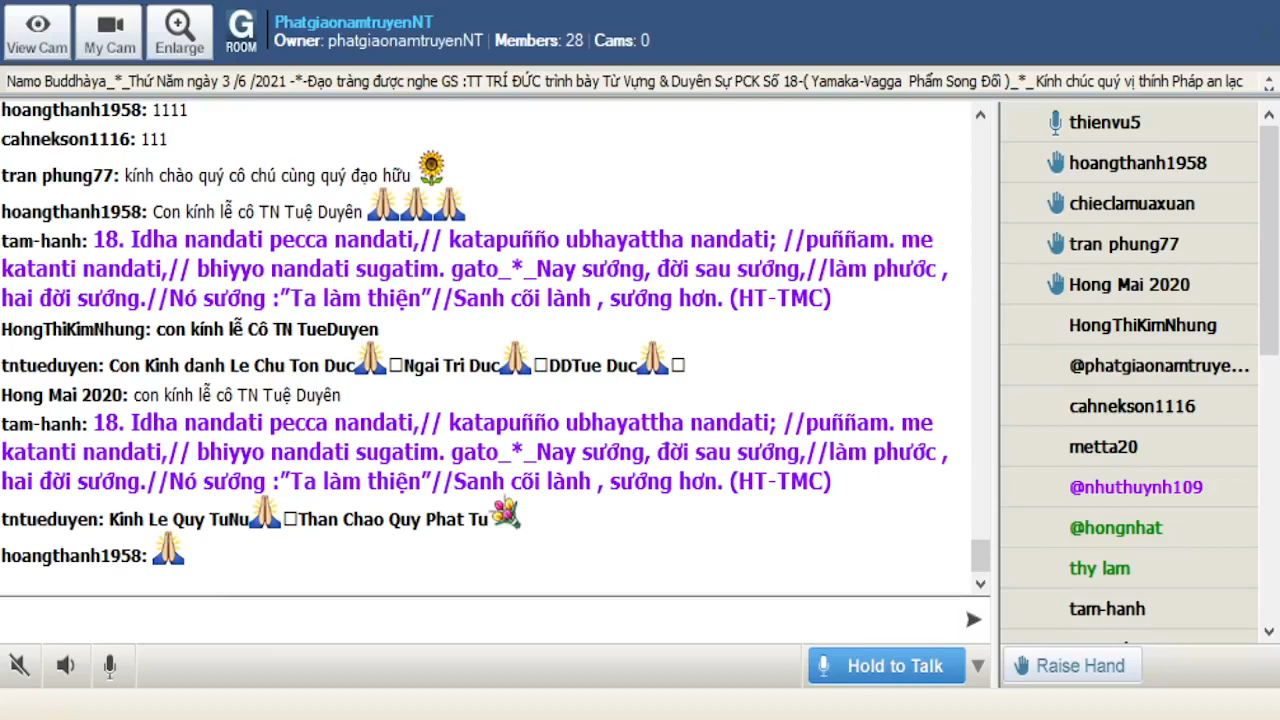 View Cam
My Cam
Enlarge
G
ROOM
PhatgiaonamtruyenNT
Owner: phatgiaonamtruyenNT | Members: 28 | Cams: 0
Namo Buddhàya_*_Thứ Năm ngày 3 /6 /2021 -*-Đạo tràng được nghe GS :TT TRÍ ĐỨC trình bày Từ Vựng & Duyên Sự PCK Số 18-( Yamaka-Vagga  Phẩm Song Đối )_*_ Kính chúc quý vị thính Pháp an lạc
hoangthanh1958: 1111
cahnekson1116: 111
tran phung77: kính chào quý cô chú cùng quý đạo hữu
hoangthanh1958: Con kính lễ cô TN Tuệ Duyên
tam-hanh: 18. Idha nandati pecca nandati,// katapuñño ubhayattha nandati; //puññam. me
katanti nandati,// bhiyyo nandati sugatim. gato_*_Nay sướng, đời sau sướng,//làm phước ,
hai đời sướng.//Nó sướng :”Ta làm thiện”//Sanh cõi lành , sướng hơn. (HT-TMC)
HongThiKimNhung: con kính lễ Cô TN TueDuyen
tntueduyen: Con Kinh danh Le Chu Ton Duc Ngai Tri Duc DDTue Duc
Hong Mai 2020: con kính lễ cô TN Tuệ Duyên
tam-hanh: 18. Idha nandati pecca nandati,// katapuñño ubhayattha nandati; //puññam. me
katanti nandati,// bhiyyo nandati sugatim. gato_*_Nay sướng, đời sau sướng,//làm phước ,
hai đời sướng.//Nó sướng :”Ta làm thiện”//Sanh cõi lành , sướng hơn. (HT-TMC)
tntueduyen: Kinh Le Quy TuNu Than Chao Quy Phat Tu
hoangthanh1958:
Hold to Talk
thienvu5
hoangthanh1958
chieclamuaxuan
tran phung77
Hong Mai 2020
HongThiKimNhung
@phatgiaonamtruye...
cahnekson1116
metta20
@nhuthuynh109
@hongnhat
thy lam
tam-hanh
Raise Hand